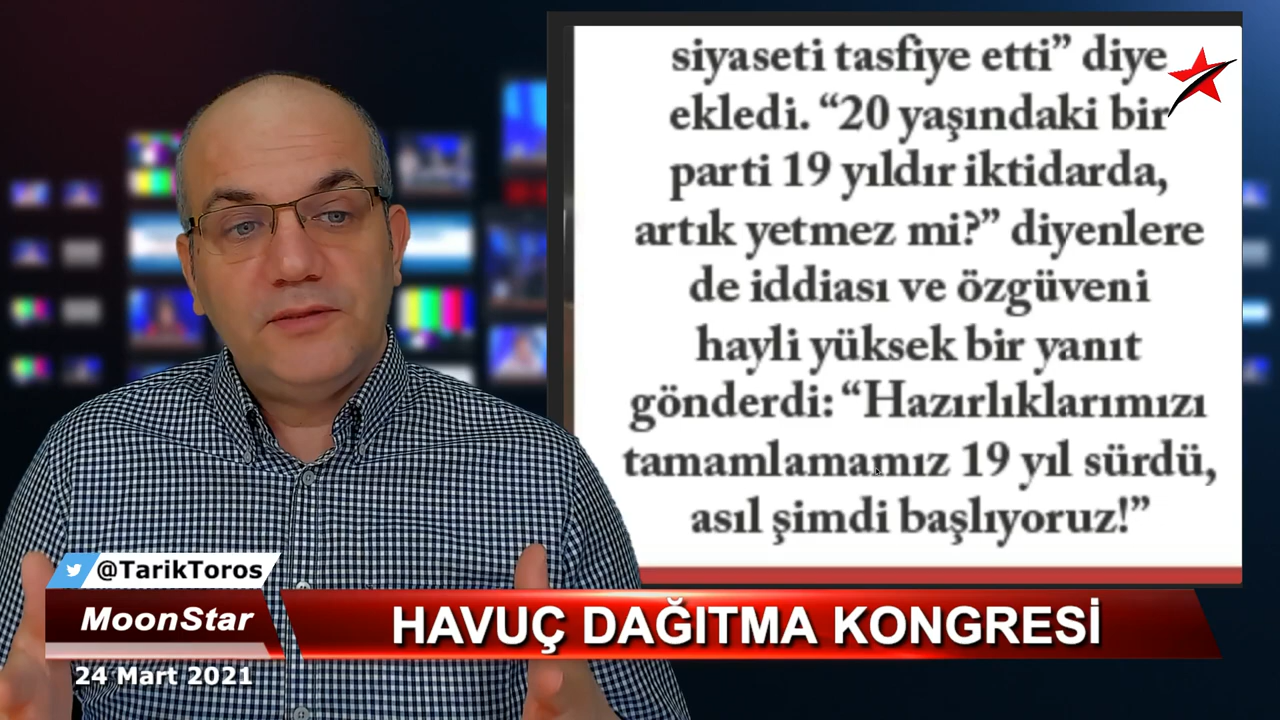 siyaseti tasfiye etti” diye
ekledi. “20 yaşındaki bir
parti 19 yıldır iktidarda,
artık yetmez mi?” diyenlere
de iddiası ve özgüveni
hayli yüksek bir yanıt
gönderdi: “Hazırlıklarımızı
tamamlamamız 19 yıl sürdü,
asıl şimdi başlıyoruz!”
@TarikToros
MoonStar
HAVUÇ DAĞITMA KONGRESİ
24 Mart 2021